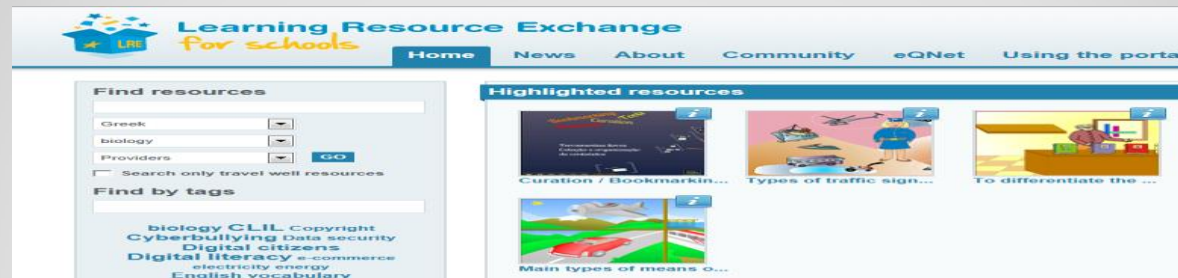 Learning Resource Exchange
for schools
LRE
Home News About Community eQNet Using the porta
Find resources
Greek
biology
Providers
GO
Search only travel well resources
Find by tags
biology CLIL Copyright
Cyberbullying Data security
Digital citizens
Digital literacy e-commerce
electricity energy
English vocabulary
Highlighted resources
Curation / Bookmarkin...
Types of traffic sign...
To differentiate the ...
Main types of means o...